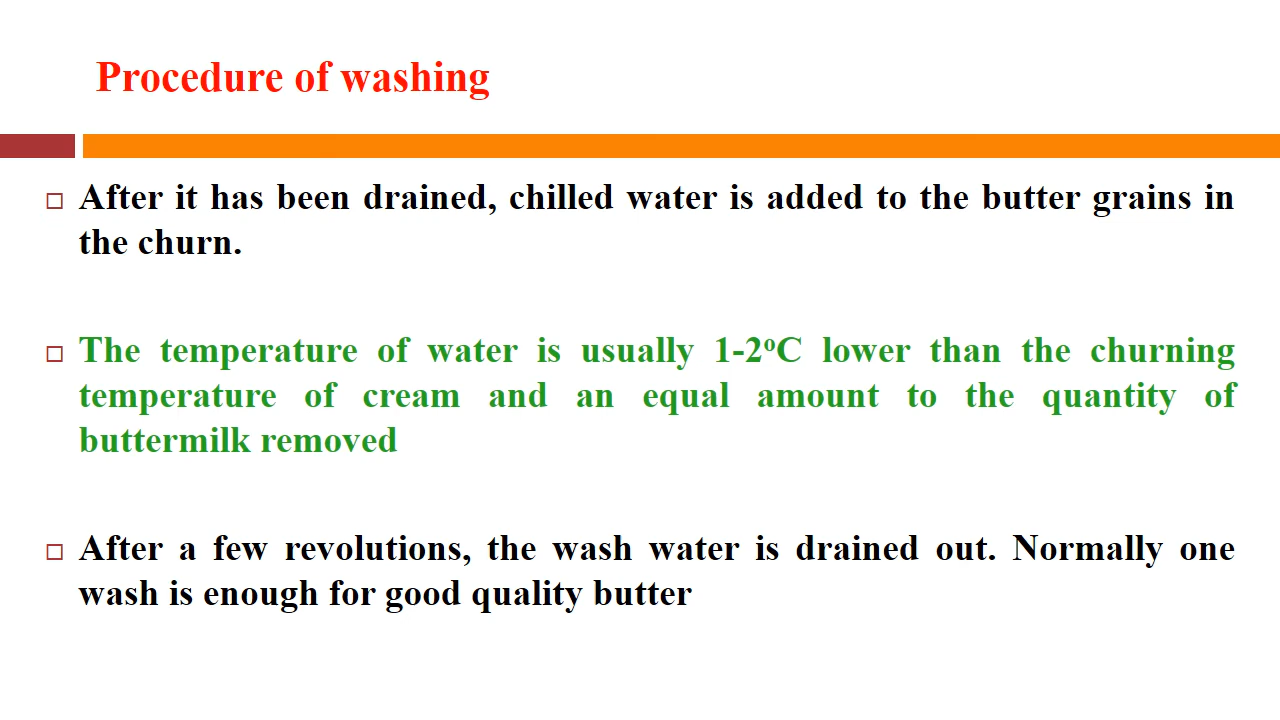 Procedure of washing
After it has been drained, chilled water is added to the butter grains in
the churn.
The temperature of water is usually 1-2ºC lower than the churning
temperature of cream and an equal amount to the quantity of
buttermilk removed
After a few revolutions, the wash water is drained out. Normally one
wash is enough for good quality butter